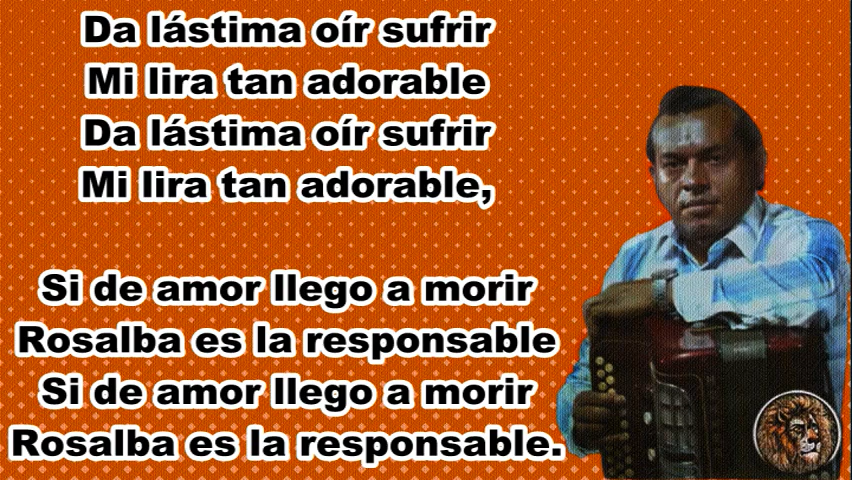 Da lástima oír sufrir
Mi lira tan adorable
Da lástima oír sufrir
Mi lira tan adorable,
Si de amor llego a morir
Rosalba es la responsable
Si de amor llego a morir
Rosalba es la responsable.